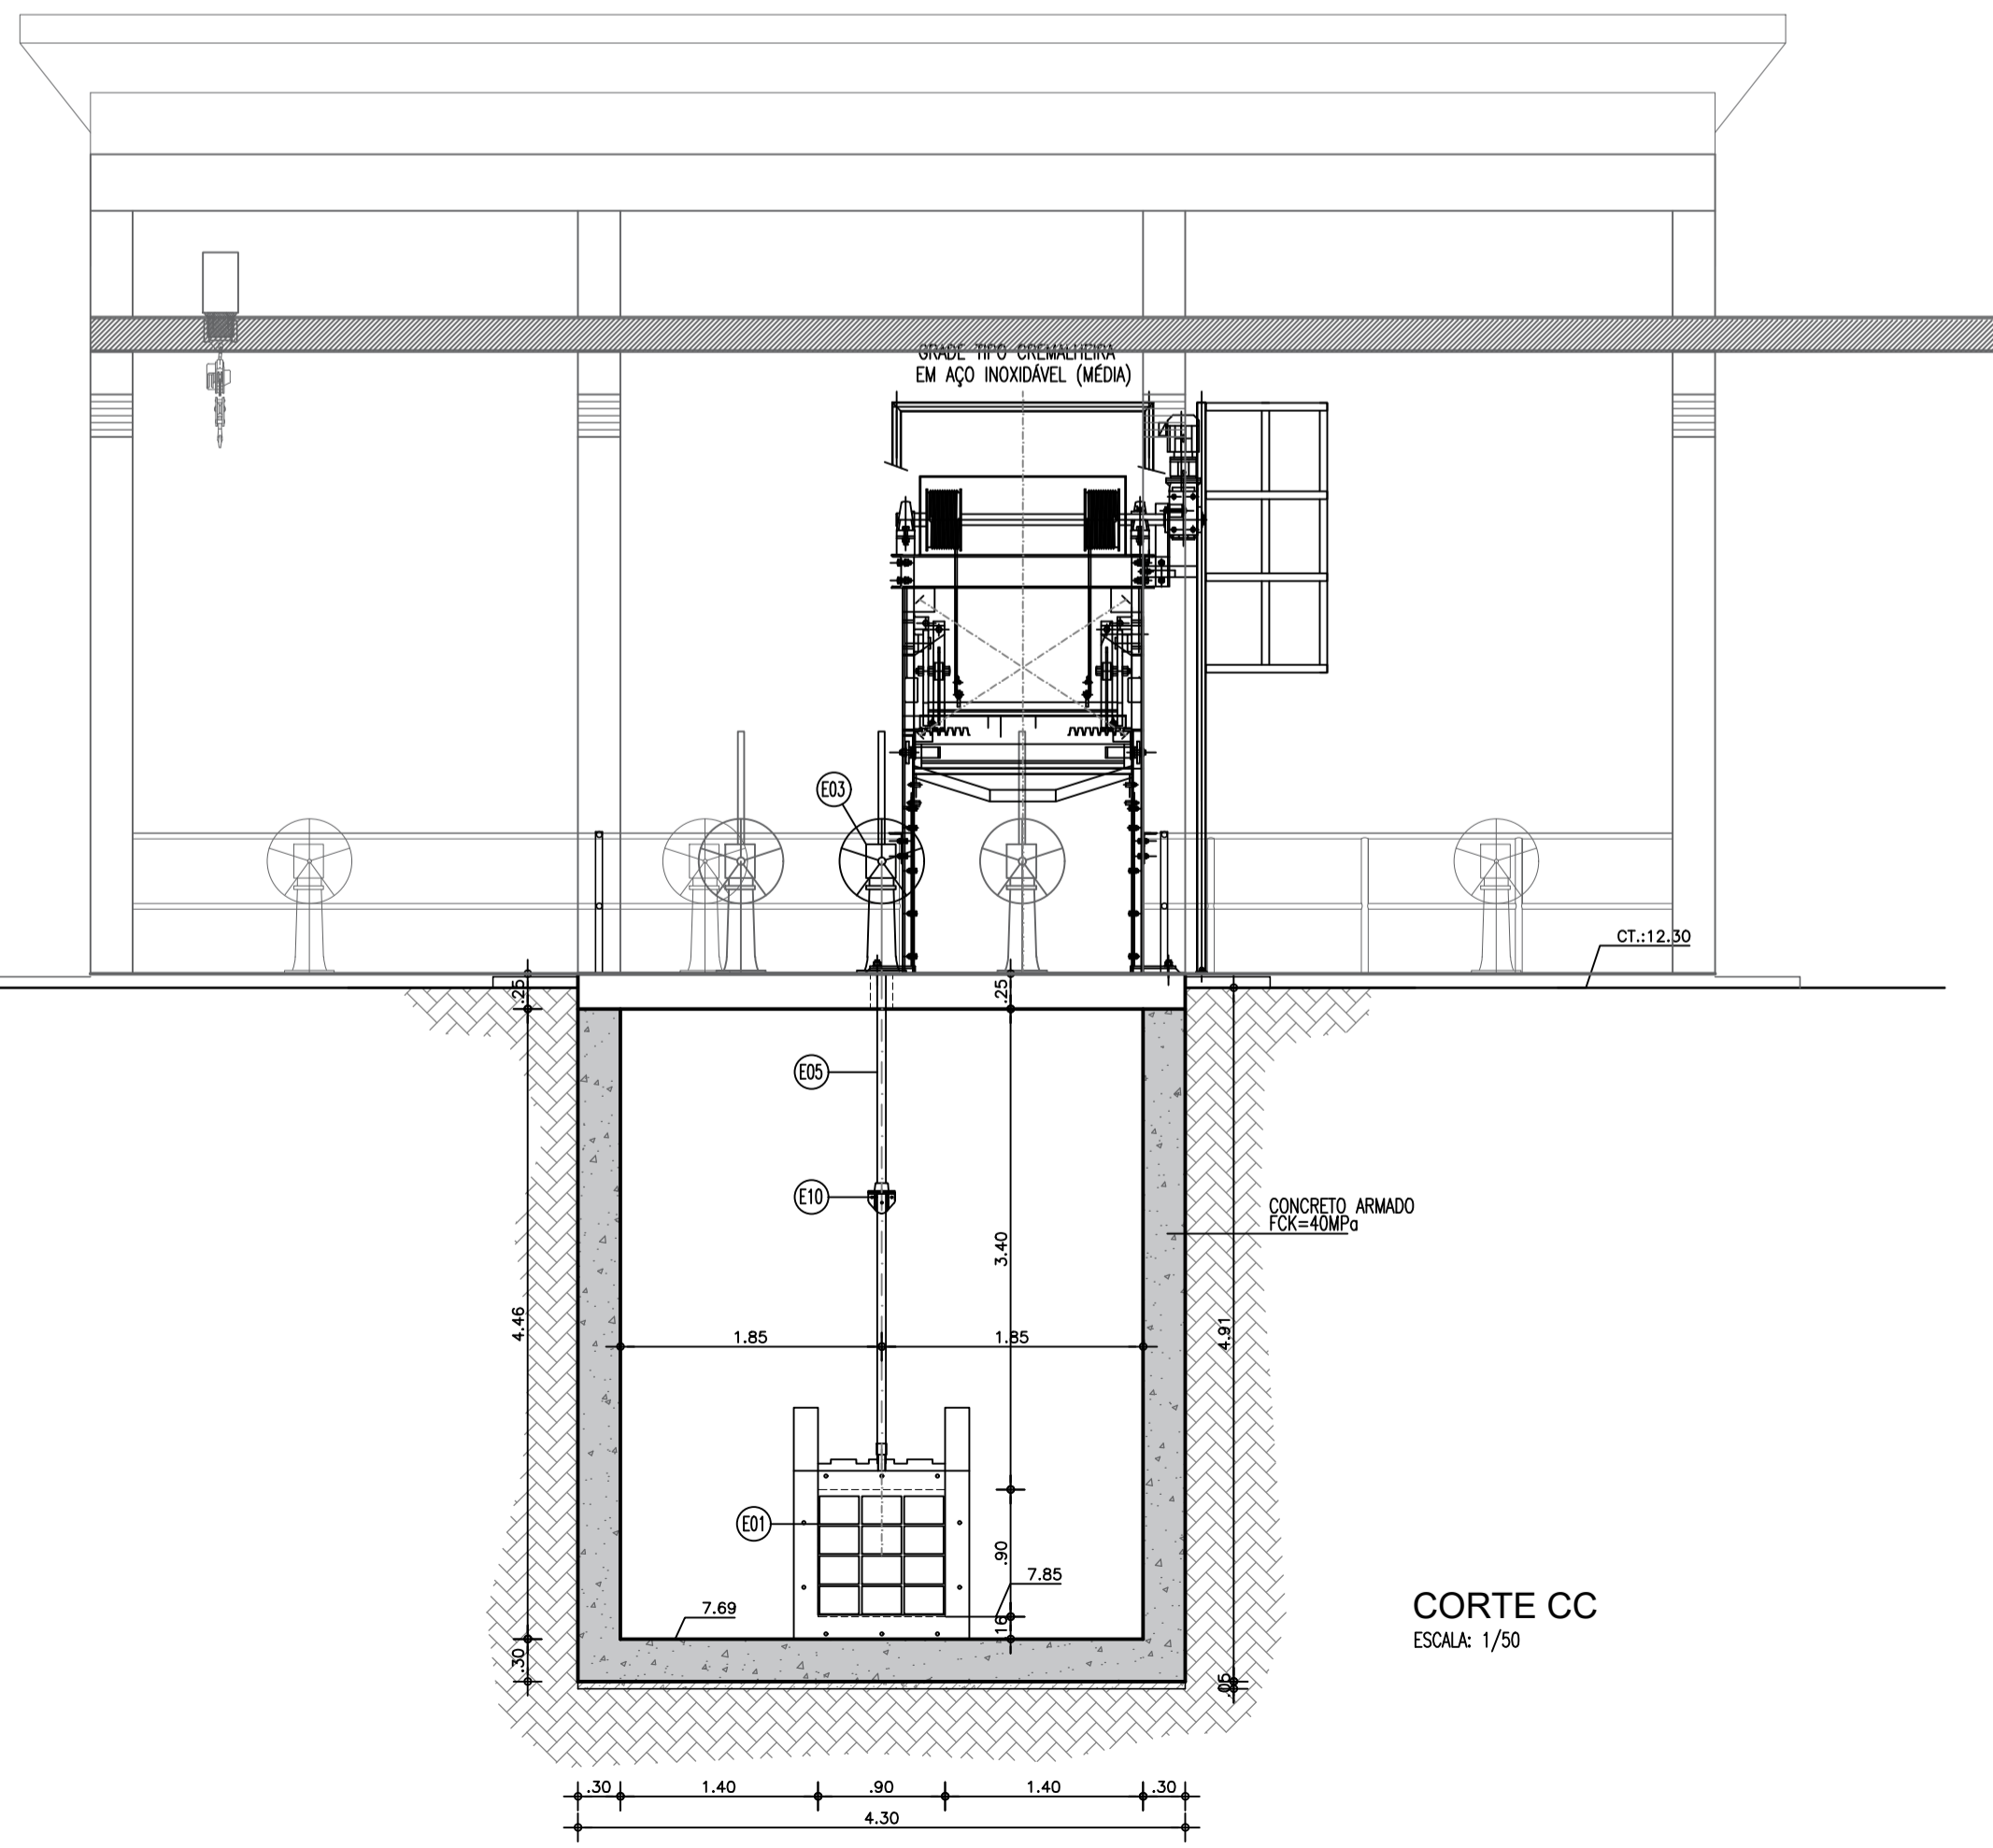 GRADE TIPO CREMALHEIRA
EM AÇO INOXIDÁVEL (MÉDIA)
E03
CT.:12.30
.25
.25
E05
E10
CONCRETO ARMADO
FCK=40MPa
3.40
4.46
4.91
1.85
1.85
E01
.90
7.85
7.69
16
.30
.05
CORTE CC
ESCALA: 1/50
.30
1.40
.90
1.40
.30
4.30